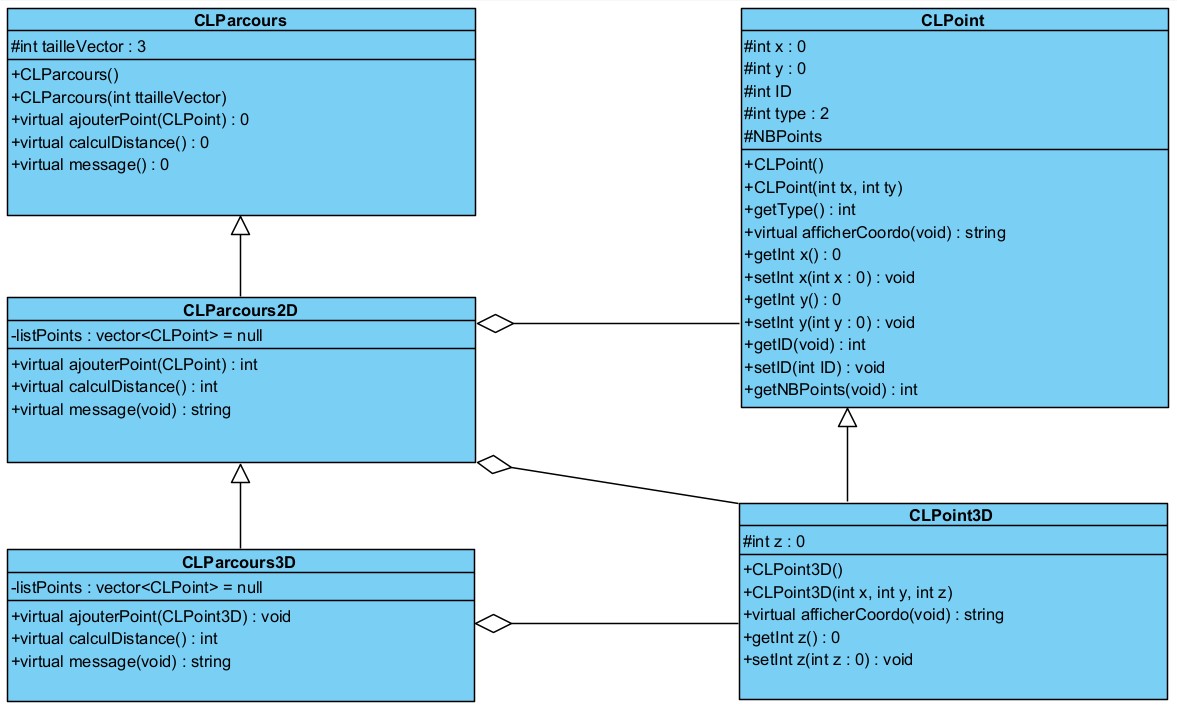 CLParcours
#int tailleVector : 3
+CLParcours()
+CLParcours(int ttailleVector)
+virtual ajouterPoint(CLPoint) : 0
+virtual calculDistance() : 0
+virtual message() : 0
CLPoint
#int x : 0
#int y : 0
#int ID
#int type : 2
#NBPoints
+CLPoint()
+CLPoint(int tx, int ty)
+getType() : int
+virtual afficherCoordo(void) : string
+getInt x() : 0
+setInt x(int x : 0) : void
+getInt y() : 0
+setInt y(int y : 0) : void
+getID(void) : int
+setID(int ID) : void
+getNBPoints(void) : int
CLParcours2D
-listPoints : vector<CLPoint> = null
+virtual ajouterPoint(CLPoint) : int
+virtual calculDistance() : int
+virtual message(void) : string
CLParcours3D
-listPoints : vector<CLPoint> = null
+virtual ajouterPoint(CLPoint3D) : void
+virtual calculDistance() : int
+virtual message(void) : string
CLPoint3D
#int z : 0
+CLPoint3D()
+CLPoint3D(int x, int y, int z)
+virtual afficherCoordo(void) : string
+getInt z() : 0
+setInt z(int z : 0) : void